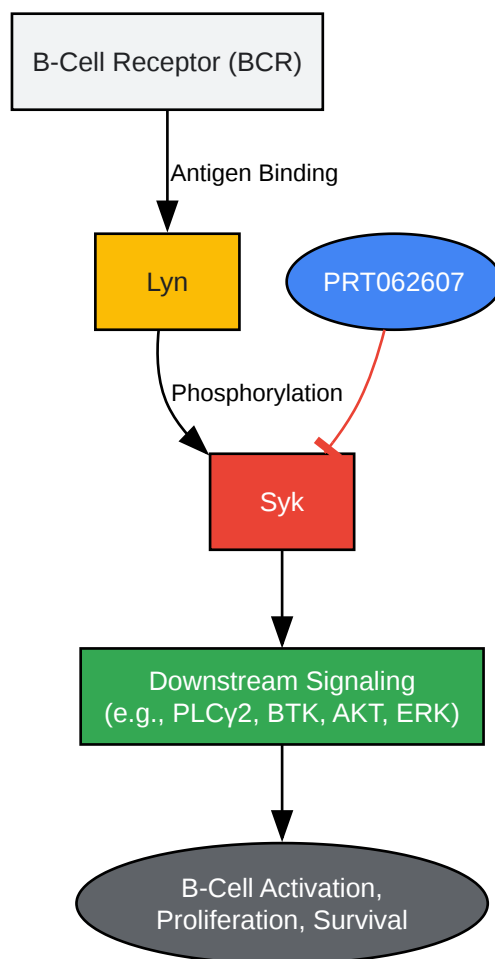 B-Cell Receptor (BCR)
Antigen Binding
Lyn
PRT062607
Phosphorylation
Syk
Downstream Signaling
(e.g., PLCγ2, BTK, AKT, ERK)
B-Cell Activation,
Proliferation, Survival